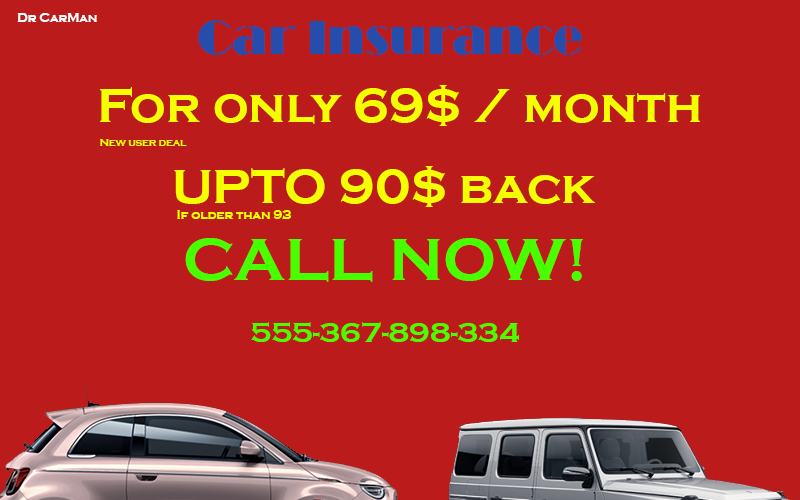 Dr CarMan
Car Insurance
For only 69$ / month
New user deal
UPTO 90$ back
If older than 93
CALL NOW!
555-367-898-334